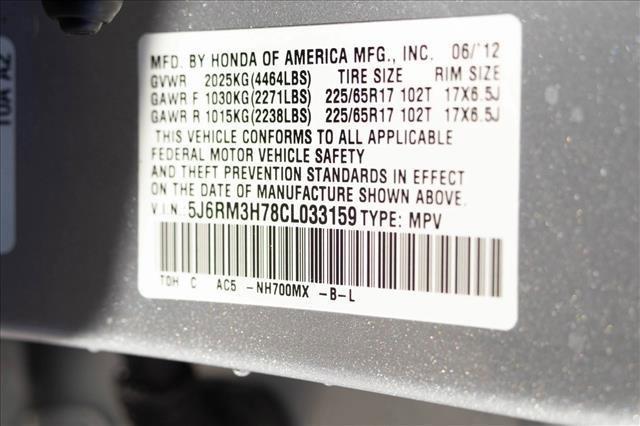 MFD. BY HONDA OF AMERICA MFG., INC. 06/12
GVWR 2025KG(4464LBS) TIRE SIZE RIM SIZE
GAWR F 1030KG(2271LBS) 225/65R17 102T 17X6.5J
GAWR R 1015KG(2238LBS) 225/65R17 102T 17X6.5J
THIS VEHICLE CONFORMS TO ALL APPLICABLE
FEDERAL MOTOR VEHICLE SAFETY
AND THEFT PREVENTION STANDARDS IN EFFECT ON
THE DATE OF MANUFACTURE SHOWN ABOVE.
V.I.N.:5J6RM3H78CL033159 TYPE: MPV
TDH C AC5 -NH700MX -B-L